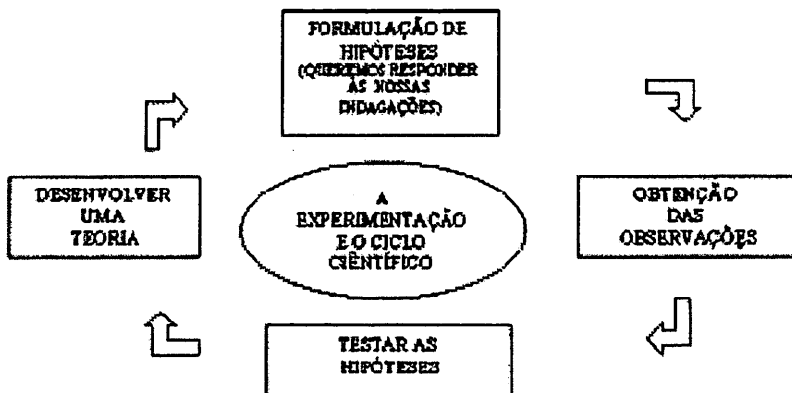 FORMULAÇÃO DE
HIPÓTESES
(QUEREMOS RESPONDER
ÀS NOSSAS
INDAGAÇÕES)
DESENVOLVER
UMA
TEORIA
A
EXPERIMENTAÇÃO
E O CICLO
CIÊNTÍFICO
OBTENÇÃO
DAS
OBSERVAÇÕES
TESTAR AS
HIPÓTESES